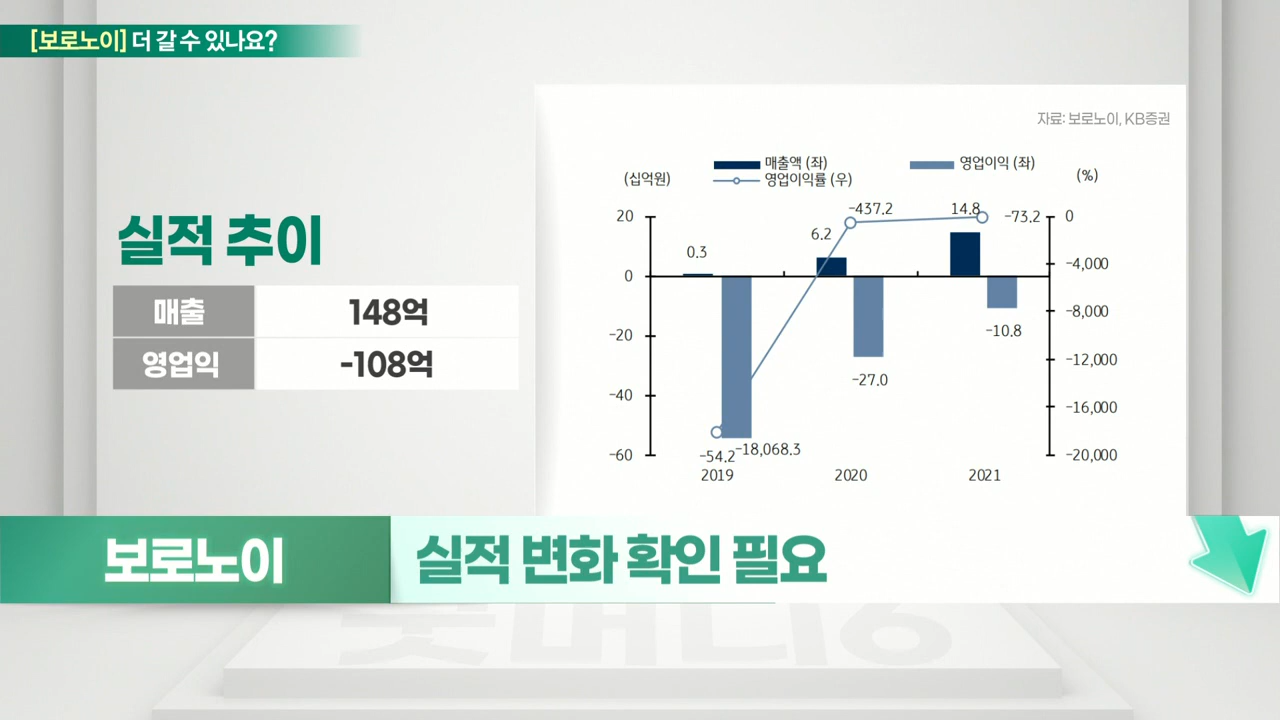 [보로노이] 더 갈 수 있나요?
자료: 보로노이, KB증권
매출액 (좌)
영업이익 (좌)
영업이익률 (우)
(십억원)
(%)
실적 추이
매출 148억
영업익 -108억
20
0
-20
-40
-60
0.3
6.2
14.8
-54.2
-27.0
-10.8
-18,068.3
-437.2
-73.2
0
-4,000
-8,000
-12,000
-16,000
-20,000
2019 2020 2021
보로노이
실적 변화 확인 필요
굿머니6